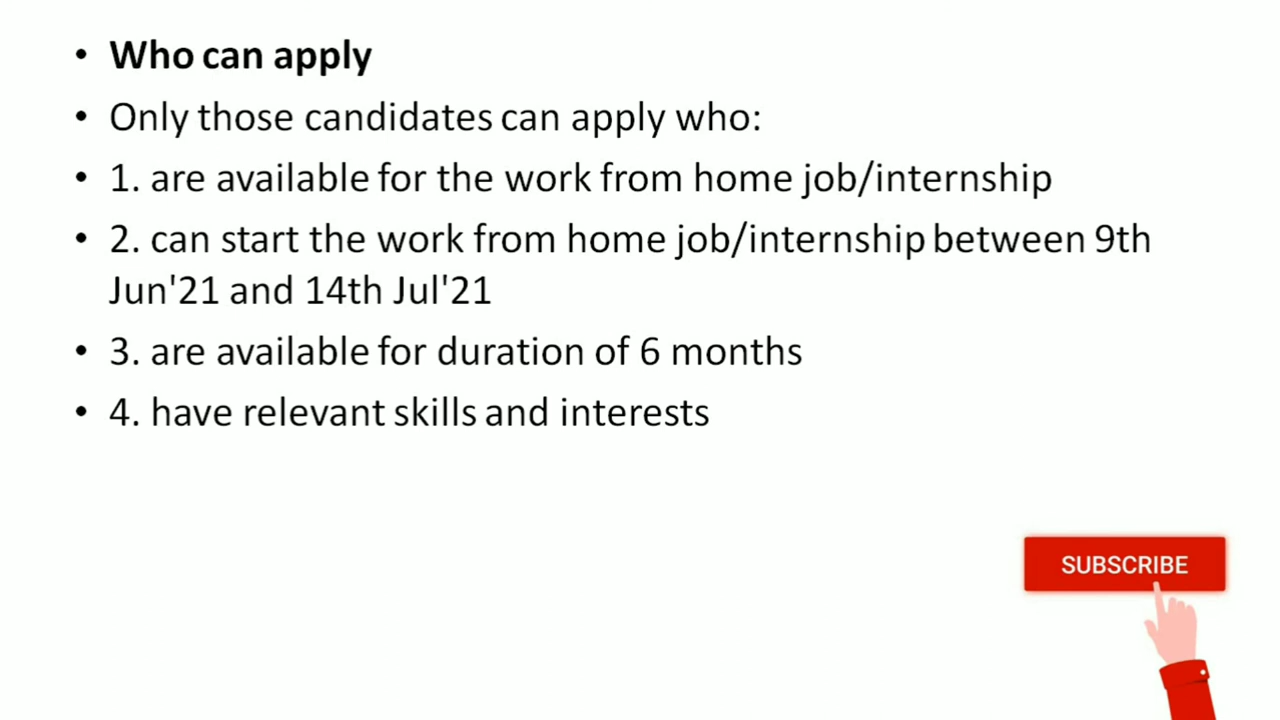 • Who can apply
• Only those candidates can apply who:
• 1. are available for the work from home job/internship
• 2. can start the work from home job/internship between 9th
Jun'21 and 14th Jul'21
• 3. are available for duration of 6 months
• 4. have relevant skills and interests
SUBSCRIBE